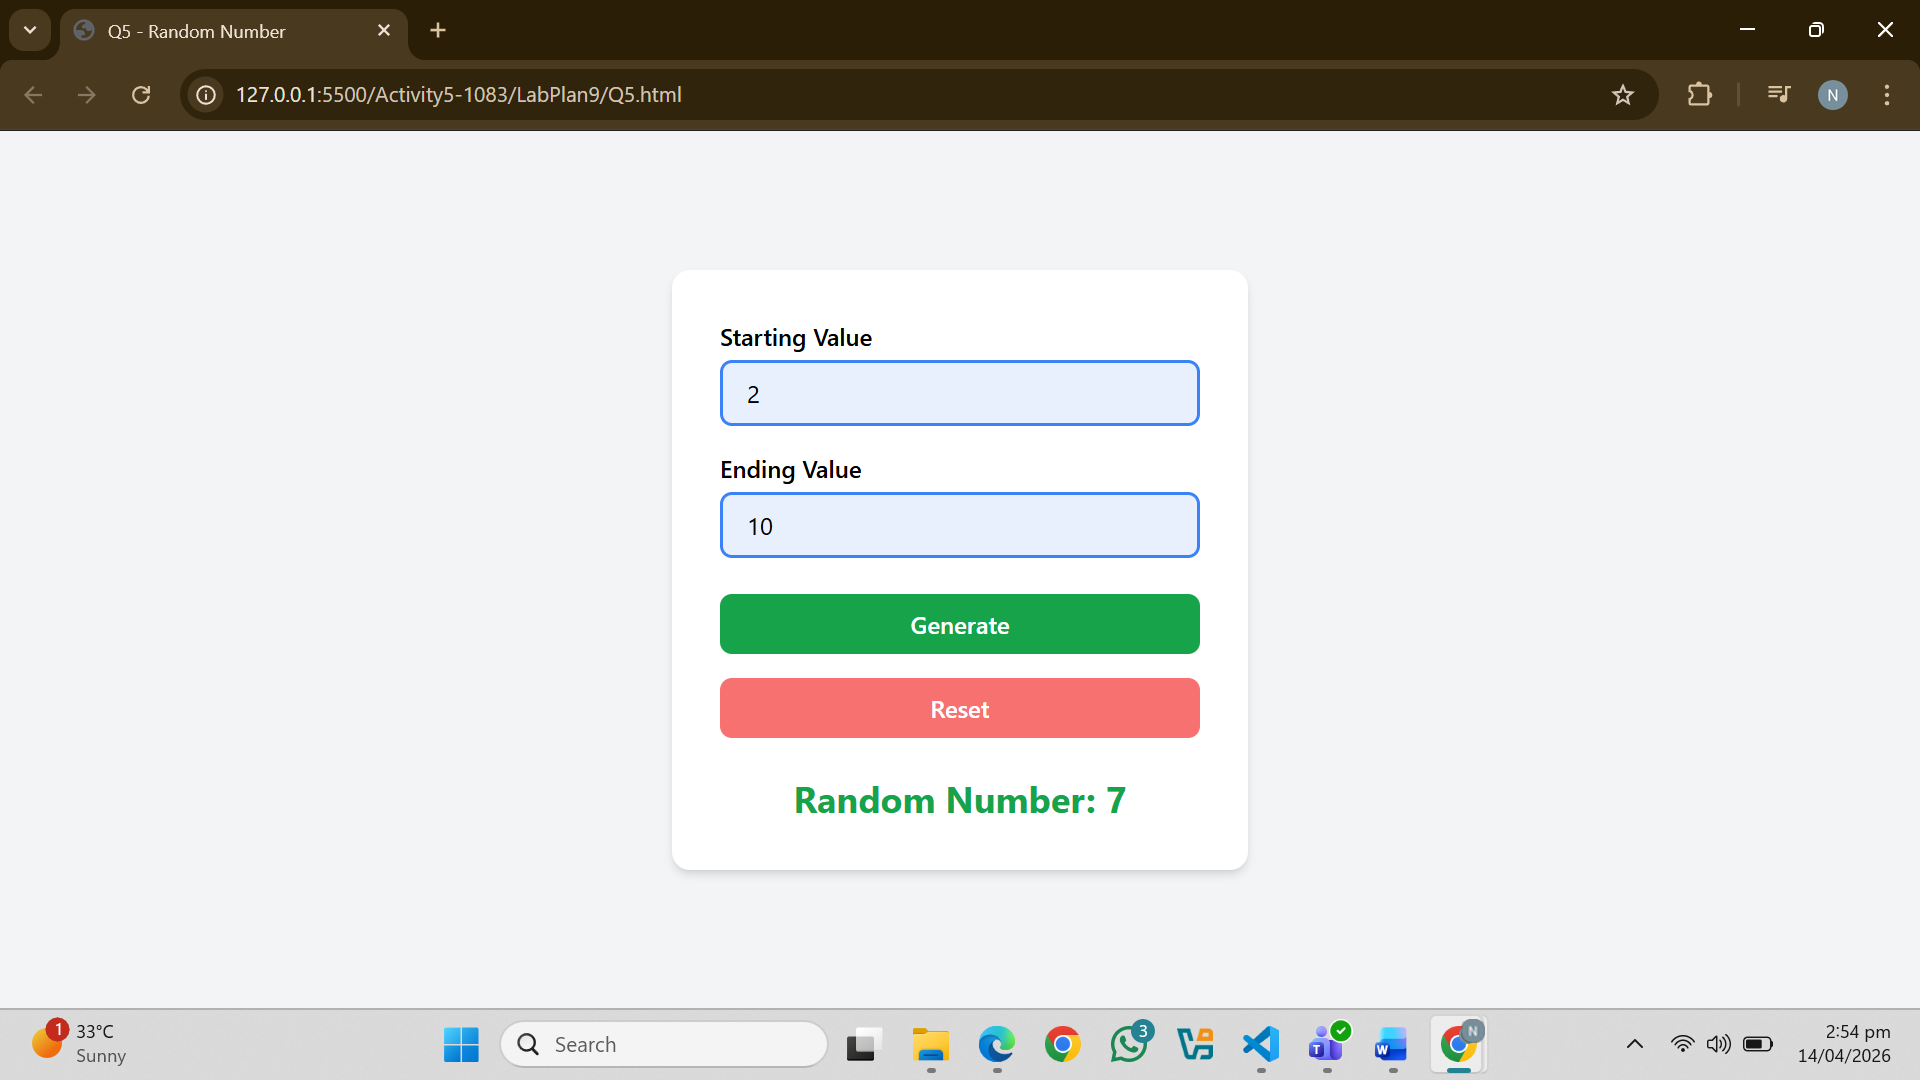 Q5 - Random Number
127.0.0.1:5500/Activity5-1083/LabPlan9/Q5.html
N
Starting Value
2
Ending Value
10
Generate
Reset
Random Number: 7
1
33°C
Sunny
Search
3
T
W
N
2:54 pm
14/04/2026